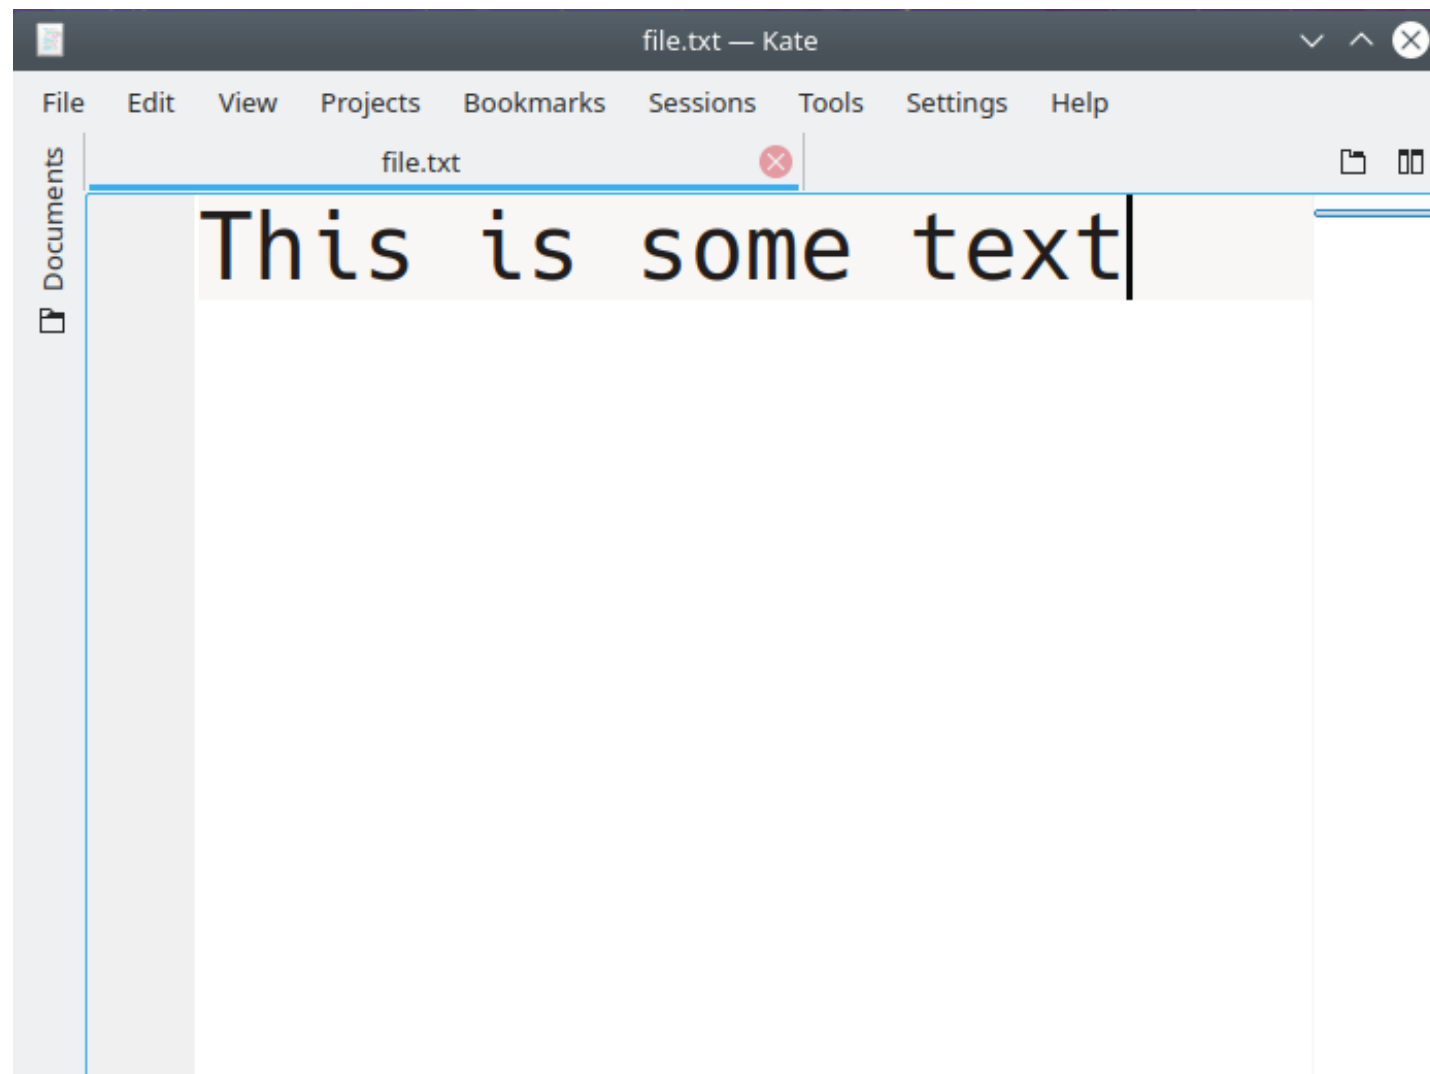 file.txt — Kate
File Edit View Projects Bookmarks Sessions Tools Settings Help
file.txt
Documents
This is some text